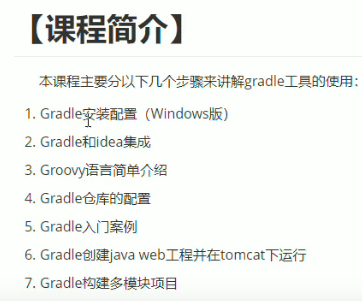 【课程简介】
本课程主要分以下几个步骤来讲解gradle工具的使用：
1. Gradle安装配置（Windows版）
2. Gradle和idea集成
3. Groovy语言简单介绍
4. Gradle仓库的配置
5. Gradle入门案例
6. Gradle创建java web工程并在tomcat下运行
7. Gradle构建多模块项目